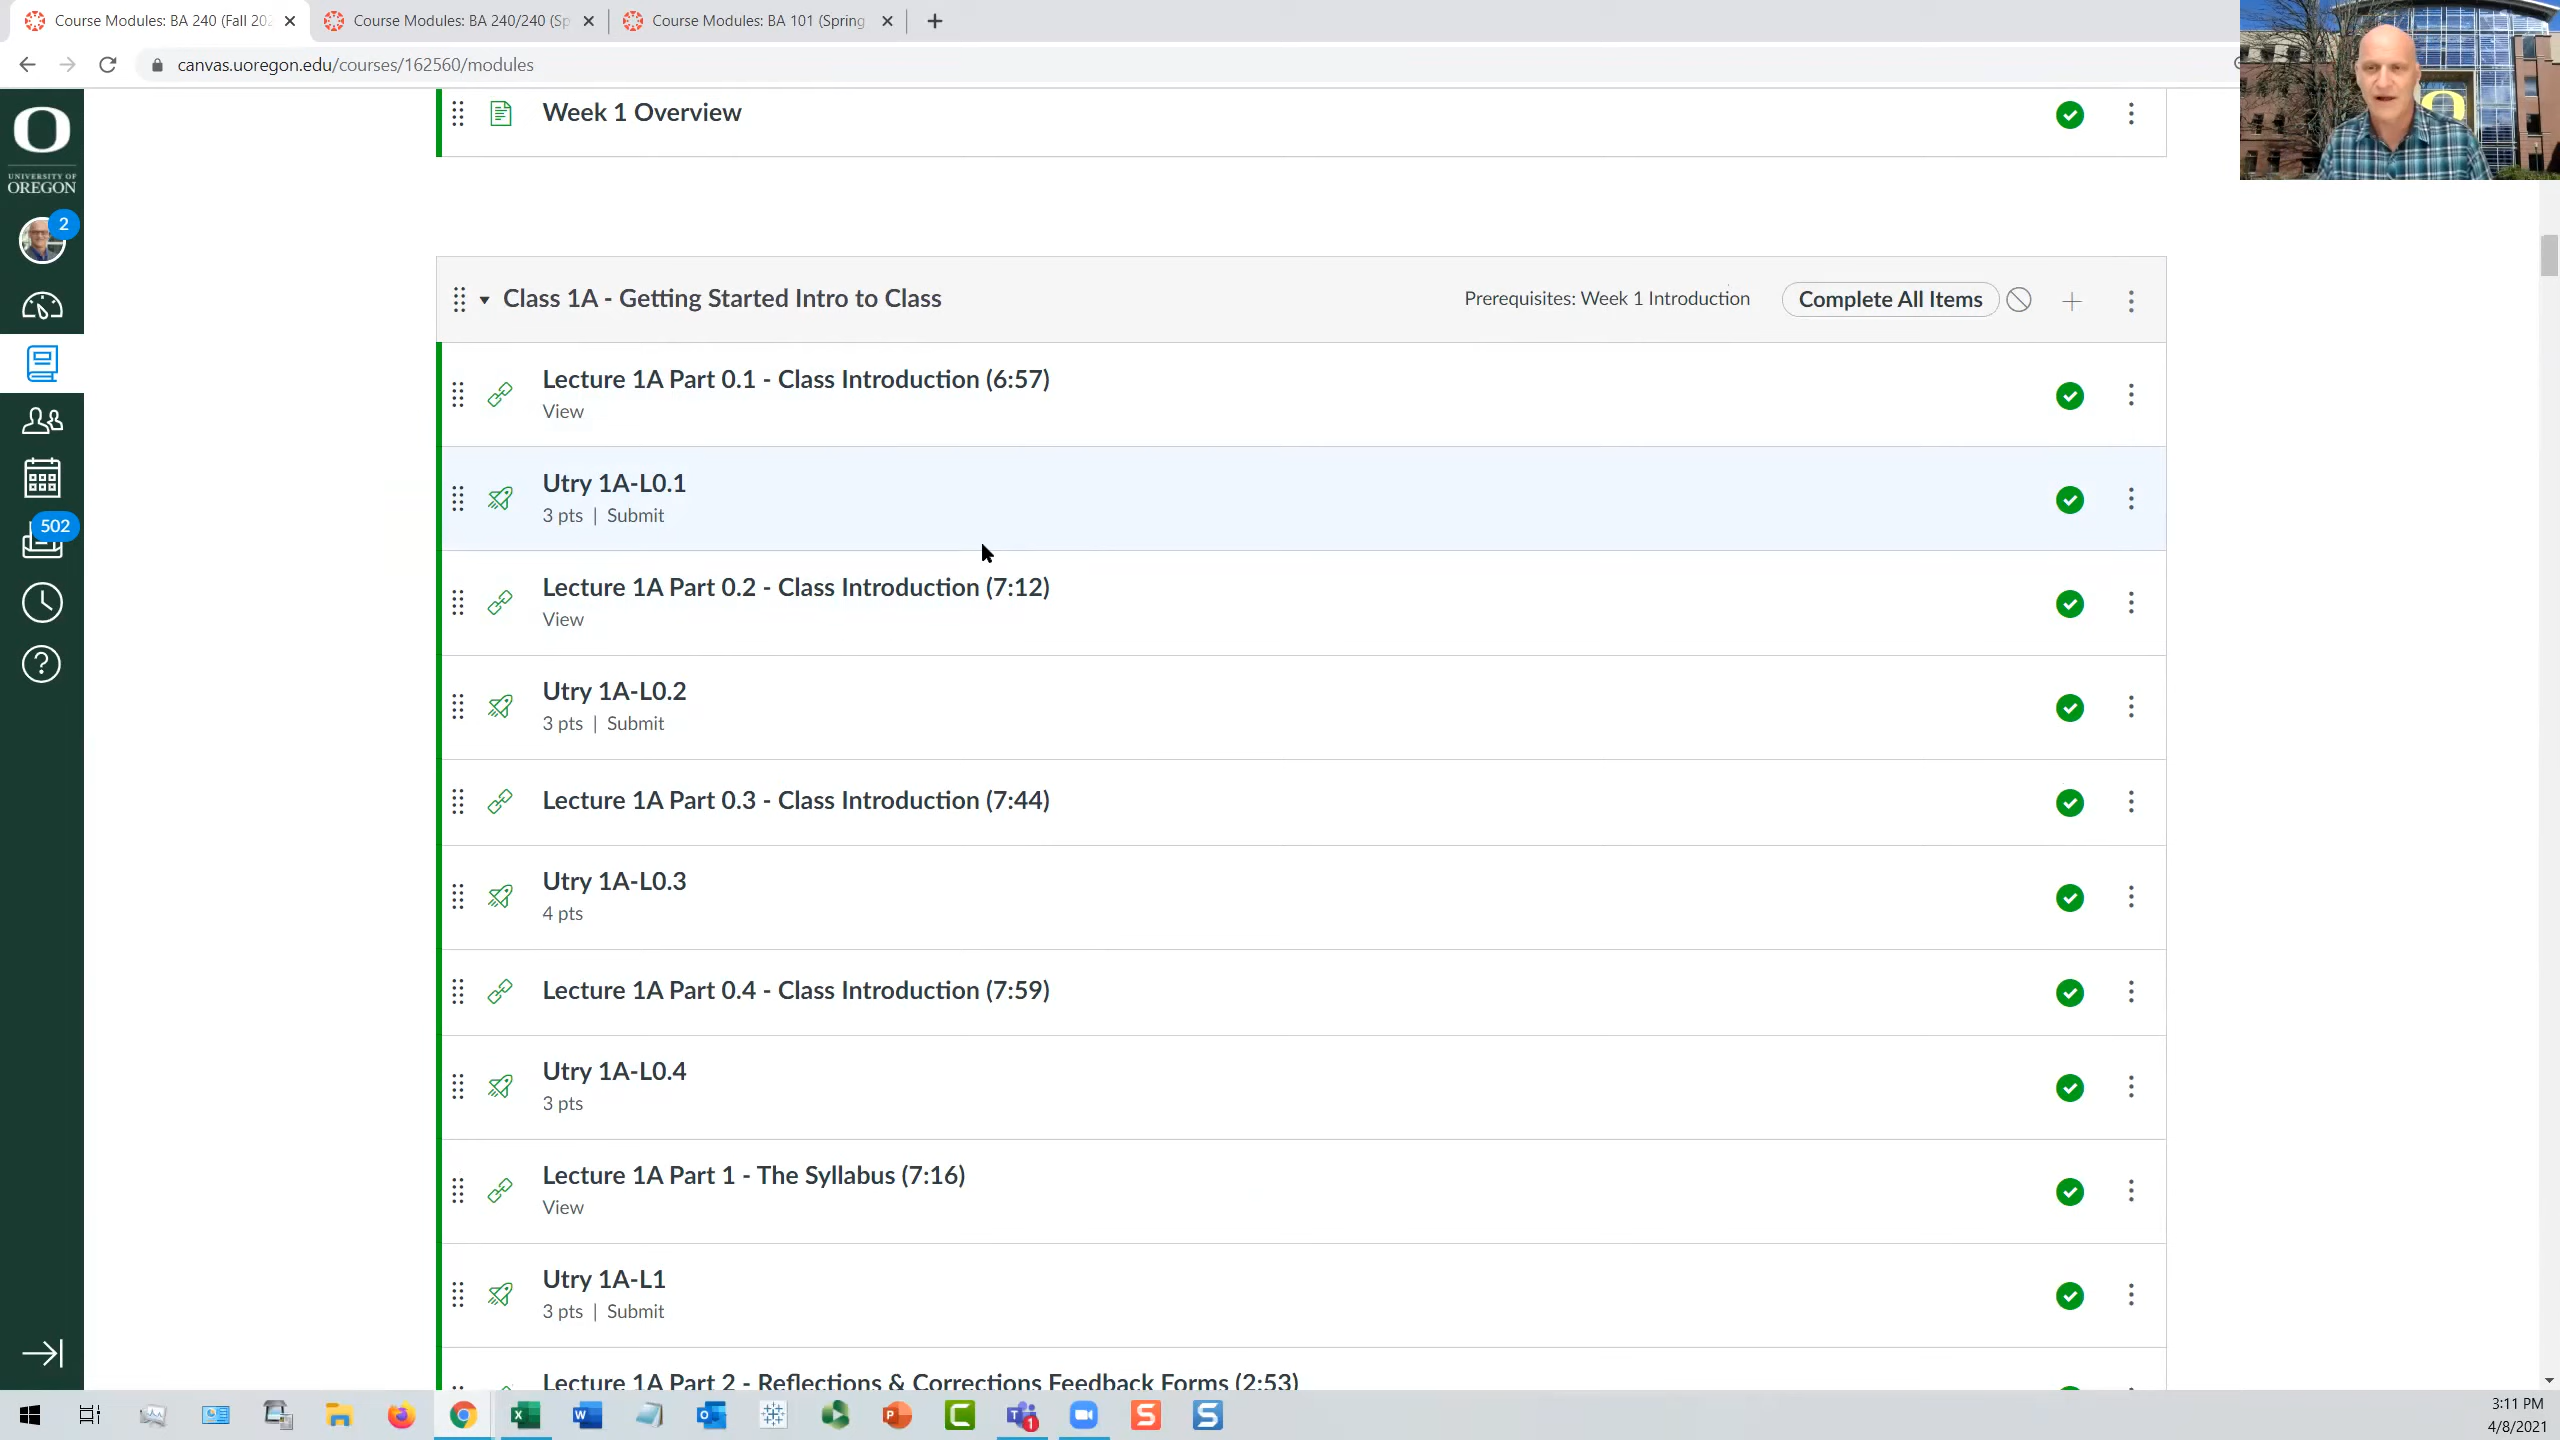 Course Modules: BA 240 (Fall 202
Course Modules: BA 240/240 (Sp
Course Modules: BA 101 (Spring
canvas.uoregon.edu/courses/162560/modules
UNIVERSITY OF
OREGON
2
502
Week 1 Overview
Class 1A - Getting Started Intro to Class
Prerequisites: Week 1 Introduction
Complete All Items
Lecture 1A Part 0.1 - Class Introduction (6:57)
View
Utry 1A-L0.1
3 pts | Submit
Lecture 1A Part 0.2 - Class Introduction (7:12)
View
Utry 1A-L0.2
3 pts | Submit
Lecture 1A Part 0.3 - Class Introduction (7:44)
Utry 1A-L0.3
4 pts
Lecture 1A Part 0.4 - Class Introduction (7:59)
Utry 1A-L0.4
3 pts
Lecture 1A Part 1 - The Syllabus (7:16)
View
Utry 1A-L1
3 pts | Submit
Lecture 1A Part 2 - Reflections & Corrections Feedback Forms (2:53)
1
3:11 PM
4/8/2021